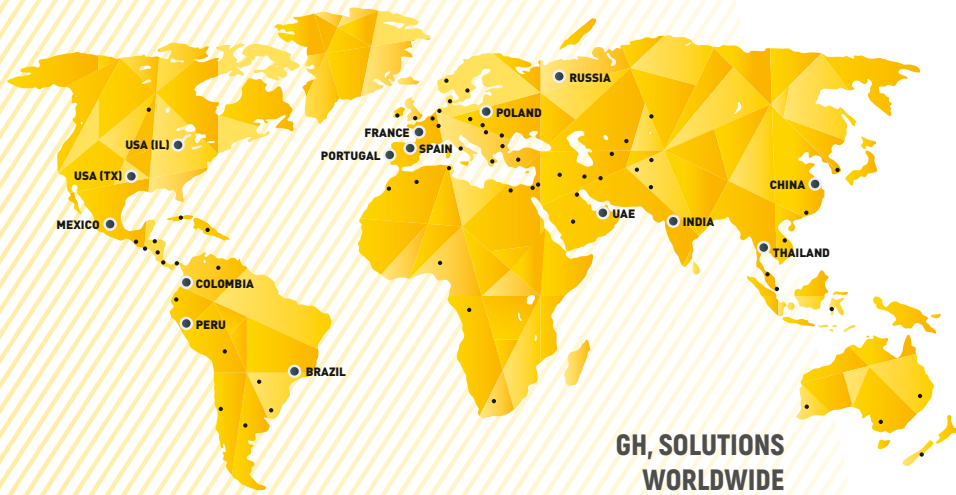 RUSSIA
POLAND
FRANCE
USA (IL)
SPAIN
PORTUGAL
USA (TX)
CHINA
UAE
INDIA
MEXICO
THAILAND
COLOMBIA
PERU
BRAZIL
GH, SOLUTIONS
WORLDWIDE